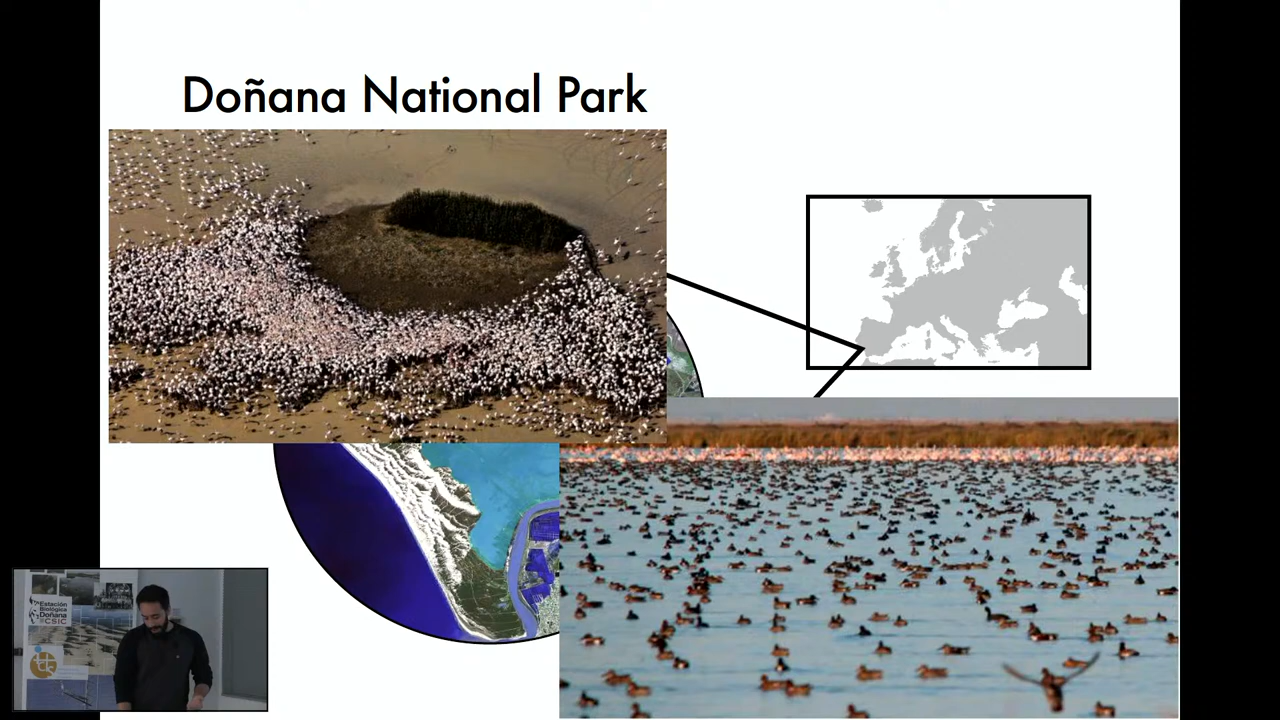 Doñana National Park
Estación
Biológica
Doñana
CSIC